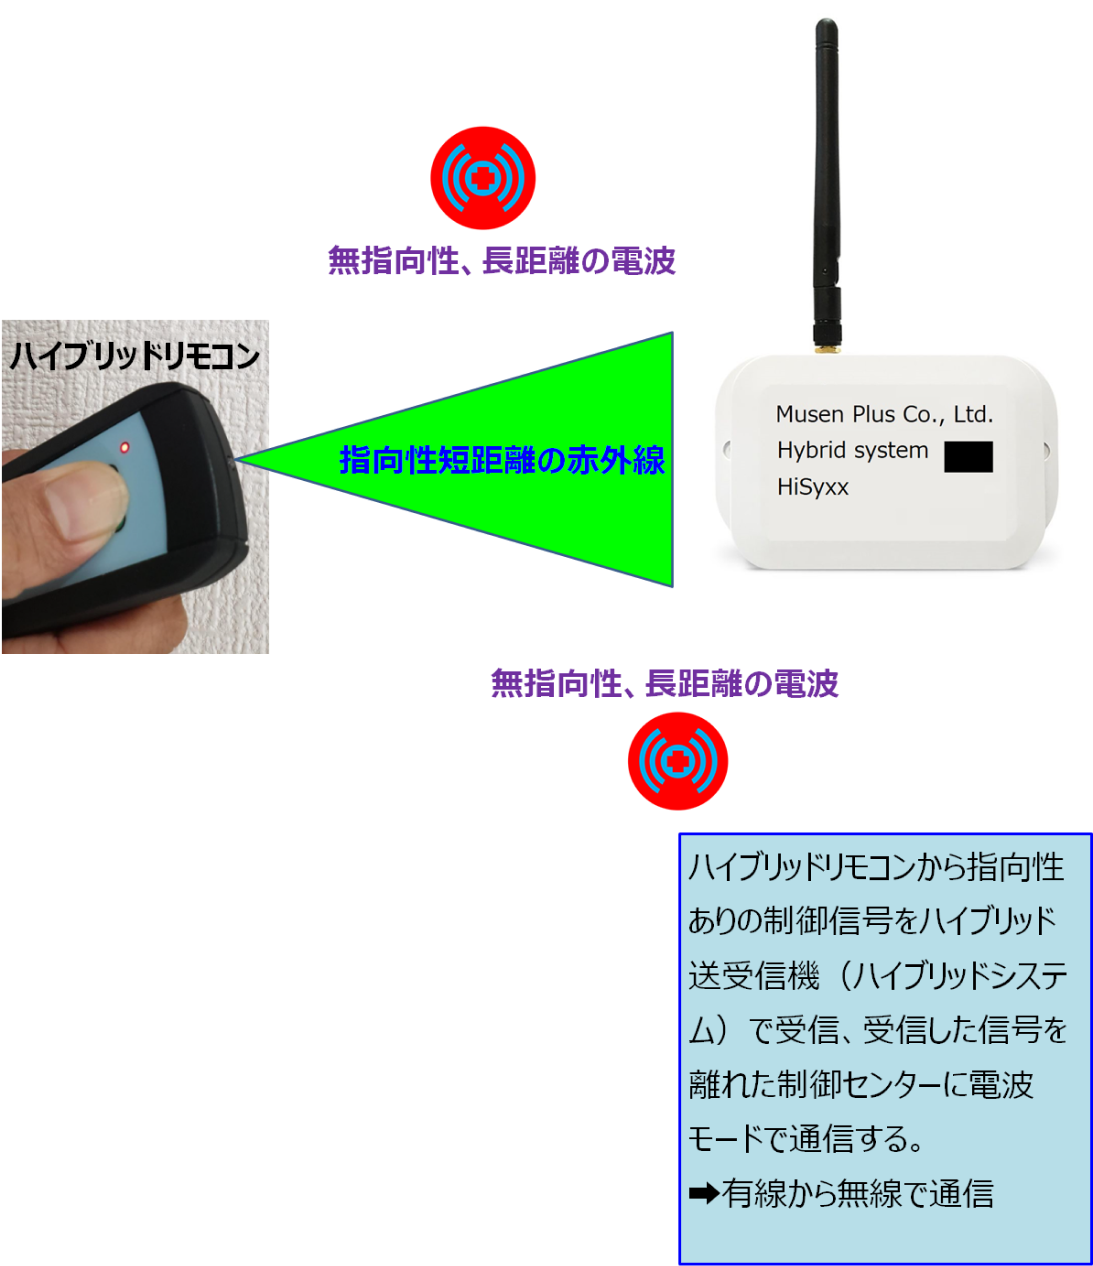 無指向性、長距離の電波
ハイブリッドリモコン
指向性短距離の赤外線
Musen Plus Co., Ltd.
Hybrid system
HiSyxx
無指向性、長距離の電波
ハイブリッドリモコンから指向性
ありの制御信号をハイブリッド
送受信機（ハイブリッドシステ
ム）で受信、受信した信号を
離れた制御センターに電波
モードで通信する。
➡有線から無線で通信